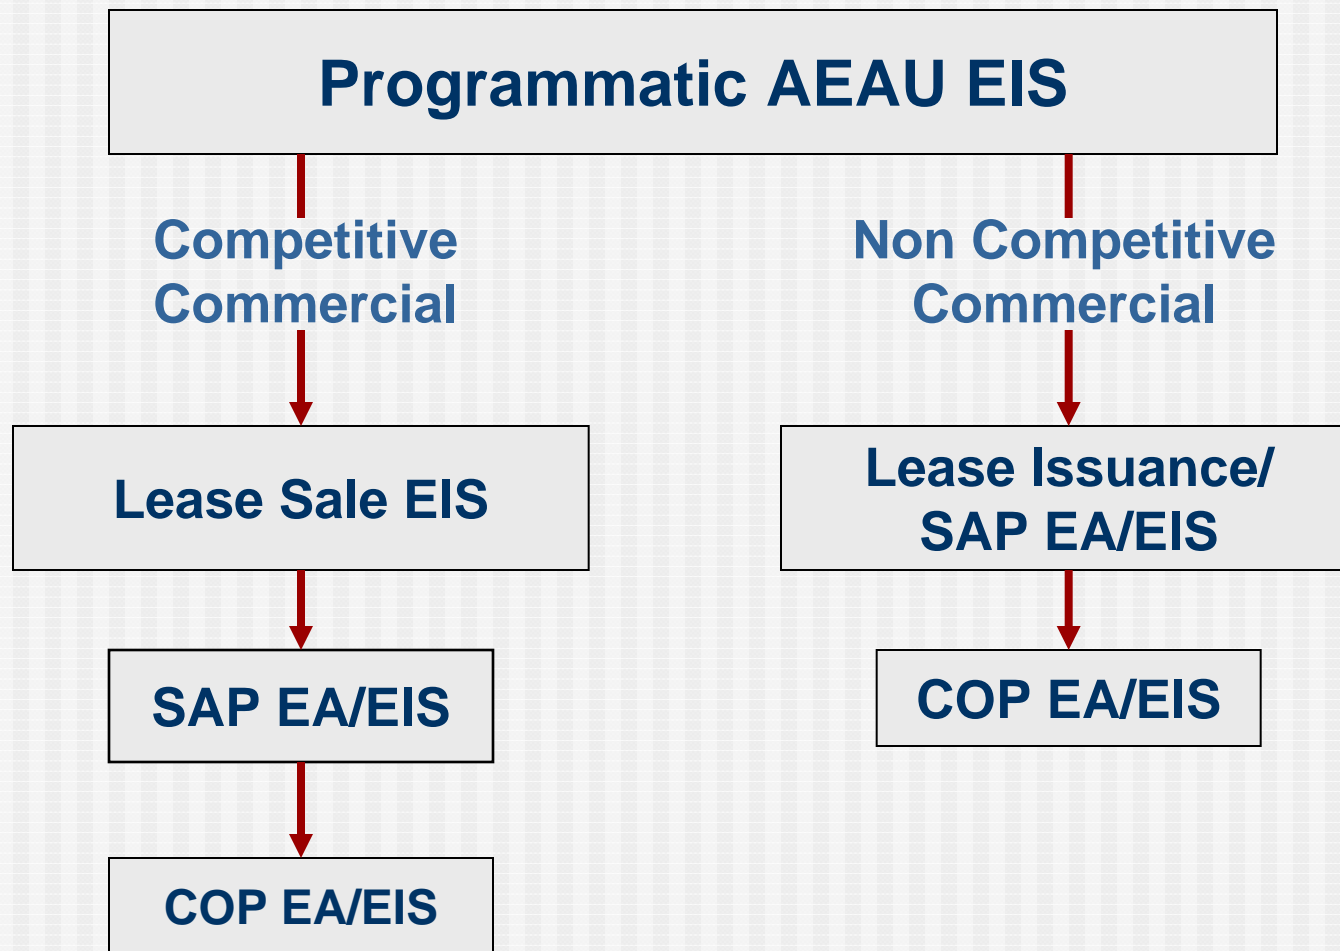 Programmatic AEAU EIS
Competitive
Commercial
Non Competitive
Commercial
Lease Sale EIS
Lease Issuance/
SAP EA/EIS
SAP EA/EIS
COP EA/EIS
COP EA/EIS